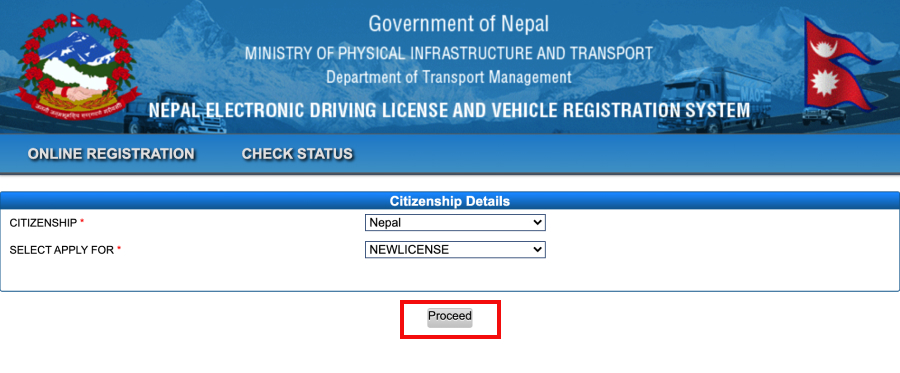 Government of Nepal
MINISTRY OF PHYSICAL INFRASTRUCTURE AND TRANSPORT
Department of Transport Management
NEPAL ELECTRONIC DRIVING LICENSE AND VEHICLE REGISTRATION SYSTEM
ONLINE REGISTRATION CHECK STATUS
Citizenship Details
CITIZENSHIP * Nepal
SELECT APPLY FOR * NEWLICENSE
Proceed